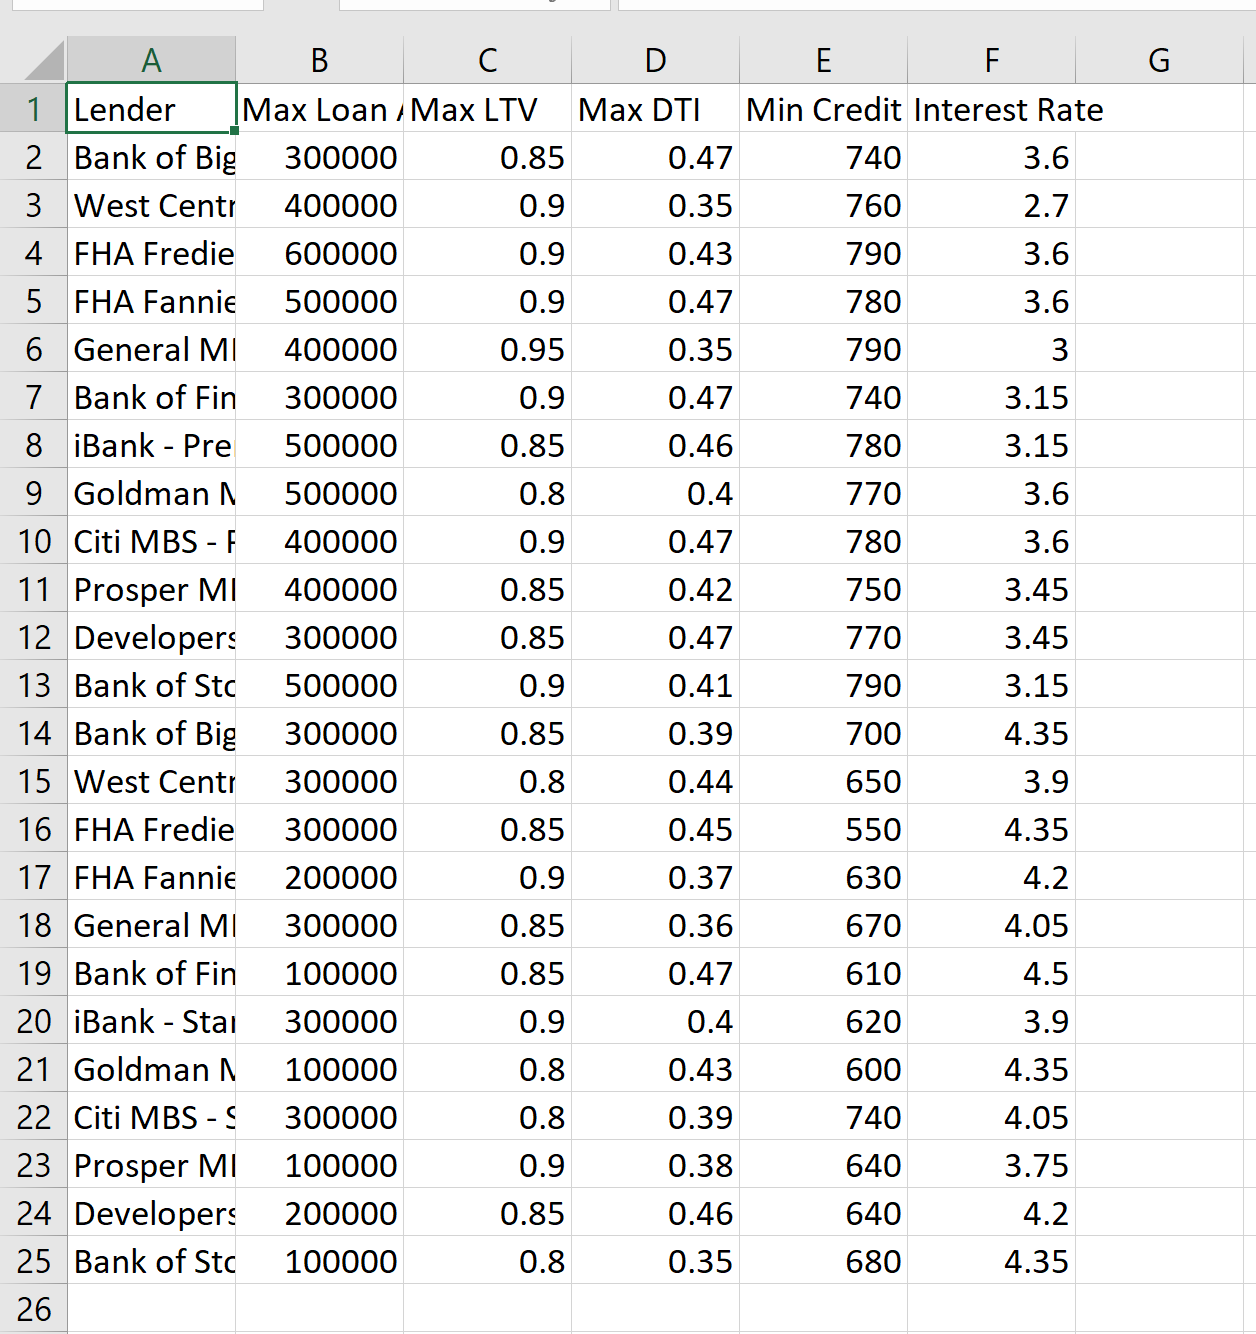 A B C D E F G
1 Lender Max Loan Max LTV Max DTI Min Credit Interest Rate
2 Bank of Big 300000 0.85 0.47 740 3.6
3 West Centr 400000 0.9 0.35 760 2.7
4 FHA Fredie 600000 0.9 0.43 790 3.6
5 FHA Fannie 500000 0.9 0.47 780 3.6
6 General 400000 0.95 0.35 790 3
7 Bank of Fin 300000 0.9 0.47 740 3.15
8 iBank - Pre 500000 0.85 0.46 780 3.15
9 Goldman 500000 0.8 0.4 770 3.6
10 Citi MBS - 400000 0.9 0.47 780 3.6
11 Prosper 400000 0.85 0.42 750 3.45
12 Developers 300000 0.85 0.47 770 3.45
13 Bank of Sto 500000 0.9 0.41 790 3.15
14 Bank of Big 300000 0.85 0.39 700 4.35
15 West Centr 300000 0.8 0.44 650 3.9
16 FHA Fredie 300000 0.85 0.45 550 4.35
17 FHA Fannie 200000 0.9 0.37 630 4.2
18 General 300000 0.85 0.36 670 4.05
19 Bank of Fin 100000 0.85 0.47 610 4.5
20 iBank - Star 300000 0.9 0.4 620 3.9
21 Goldman 100000 0.8 0.43 600 4.35
22 Citi MBS - S 300000 0.8 0.39 740 4.05
23 Prosper 100000 0.9 0.38 640 3.75
24 Developers 200000 0.85 0.46 640 4.2
25 Bank of Sto 100000 0.8 0.35 680 4.35
26